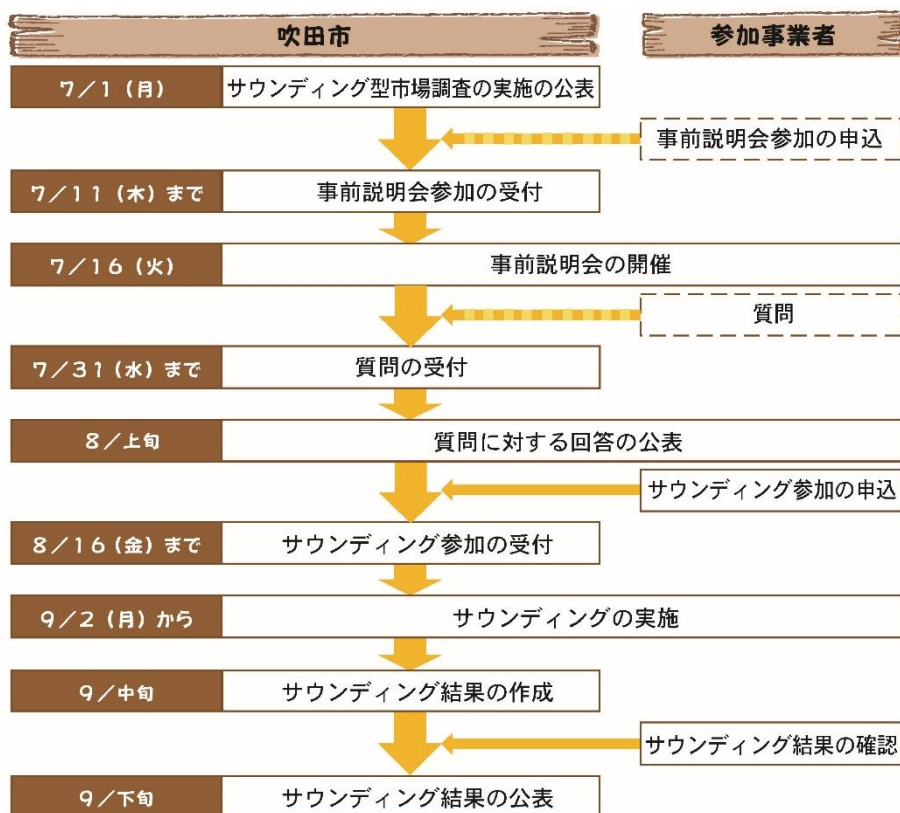 吹田市
参加事業者
7/1(月)
サウンディング型市場調査の実施の公表
事前説明会参加の申込
7/11(木)まで
事前説明会参加の受付
7/16(火)
事前説明会の開催
質問
7/31(水)まで
質問の受付
8/上旬
質問に対する回答の公表
サウンディング参加の申込
8/16(金)まで
サウンディング参加の受付
9/2(月)から
サウンディングの実施
9/中旬
サウンディング結果の作成
サウンディング結果の確認
9/下旬
サウンディング結果の公表